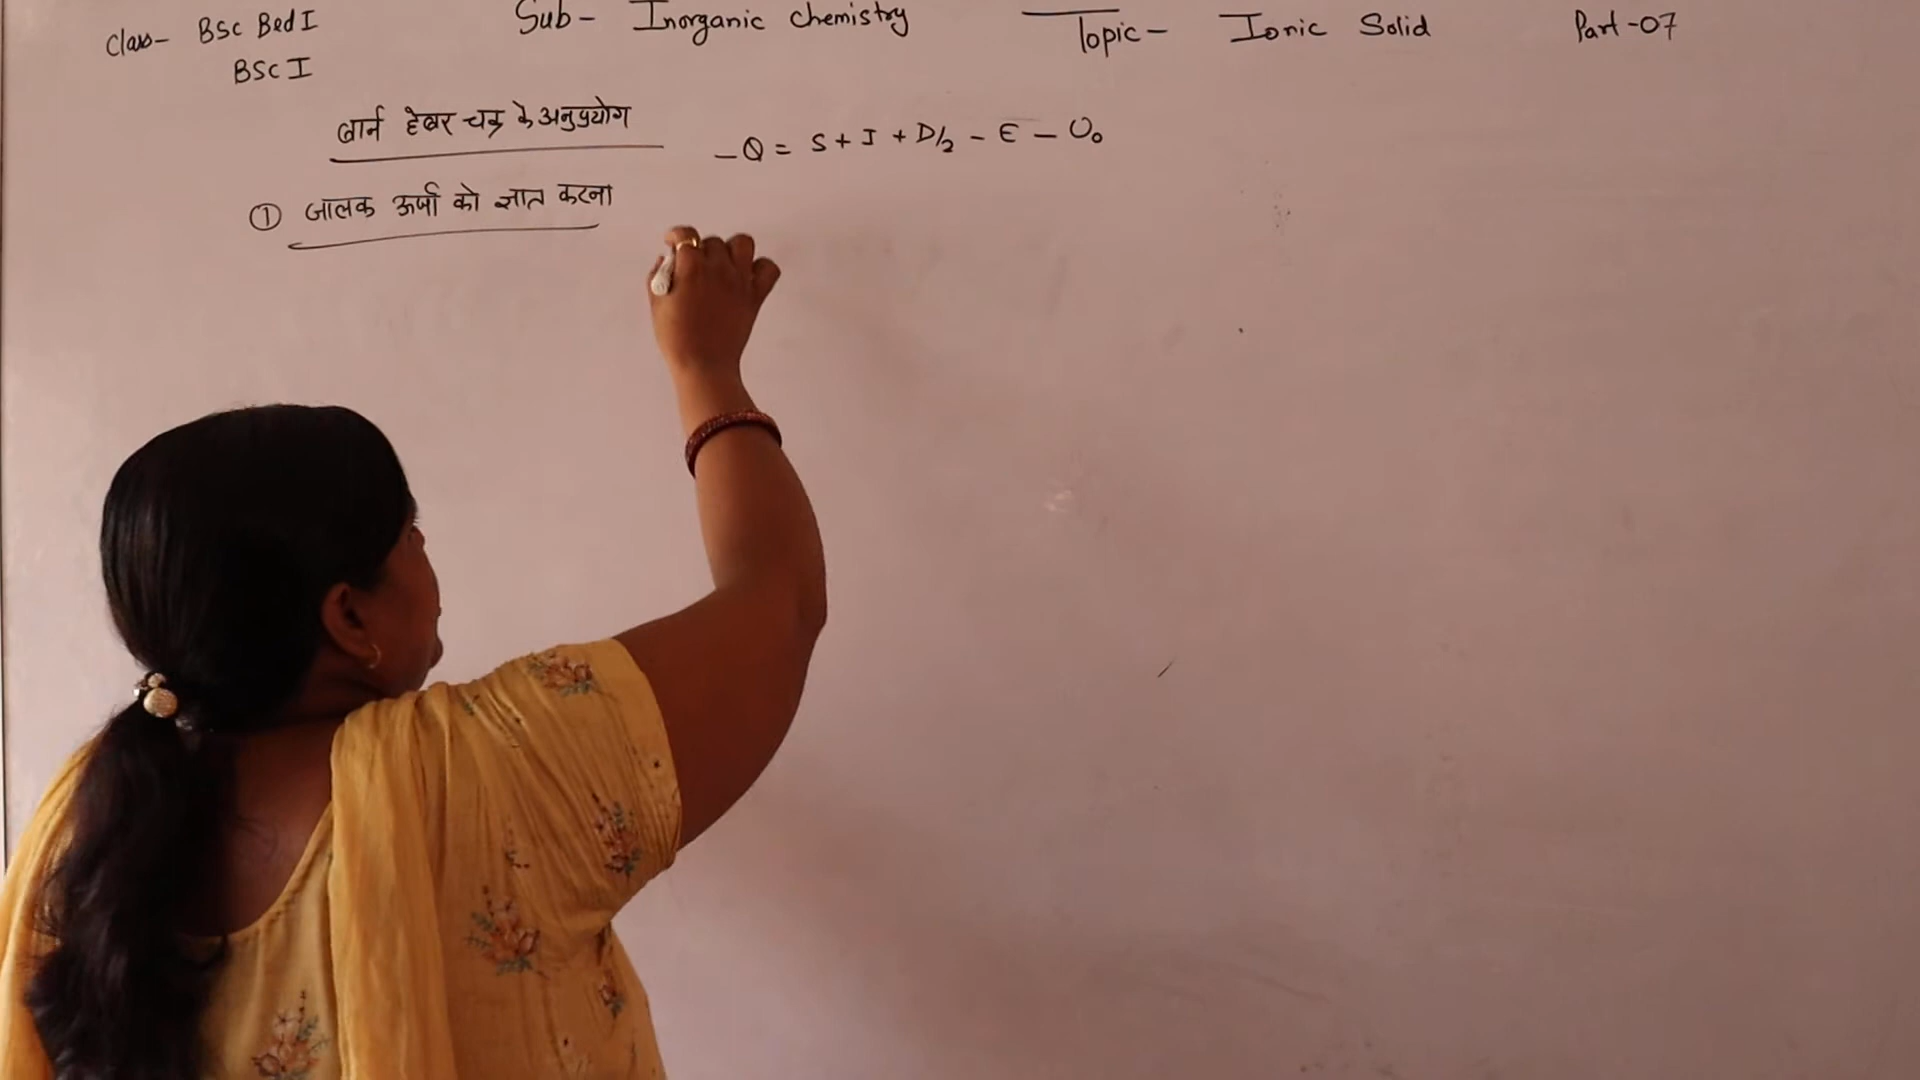 Class- BSc Bed I
BSc I
Sub- Inorganic Chemistry
Topic- Ionic Solid
Part-07
बार्न हेबर चक्र के अनुप्रयोग
-Q = S + I + D/2 - E - U₀
① जालक ऊर्जा को ज्ञात करना